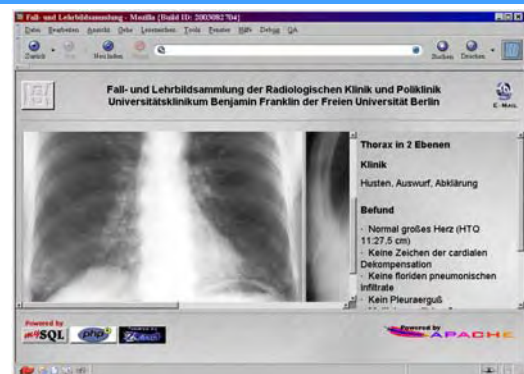 Fall- und Lehrbildsammlung - Mozilla {Build ID: 2003082704}
Datei Bearbeiten Ansicht Gehe Lesezeichen Tools Fenster Hilfe Debug QA
Zurück
Neu laden
Suchen
Drucken
Fall- und Lehrbildsammlung der Radiologischen Klinik und Poliklinik
Universitätsklinikum Benjamin Franklin der Freien Universität Berlin
E-MAIL
Thorax in 2 Ebenen
Klinik
Husten, Auswurf, Abklärung
Befund
· Normal großes Herz (HTQ
11:27,5 cm)
· Keine Zeichen der cardialen
Dekompensation
· Keine floriden pneumonischen
Infiltrate
· Kein Pleuraerguß
Powered by
MySQL
php
Powered by
APACHE